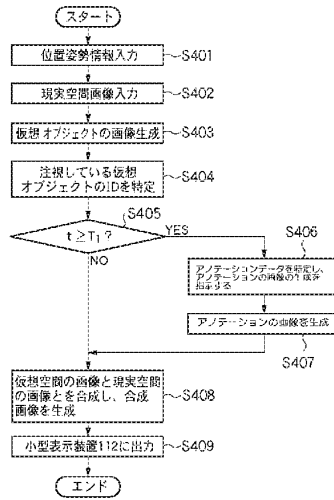 スタート
位置姿勢情報入力
S401
現実空間画像入力
S402
仮想オブジェクトの画像生成
S403
注視している仮想
オブジェクトのIDを特定
S404
S405
t≧T1?
YES
NO
S406
アノテーションデータを特定し、
アノテーションの画像の生成を
指示する
アノテーションの画像を生成
S407
仮想空間の画像と現実空間
の画像とを合成し、合成
画像を生成
S408
小型表示装置112に出力
S409
エンド